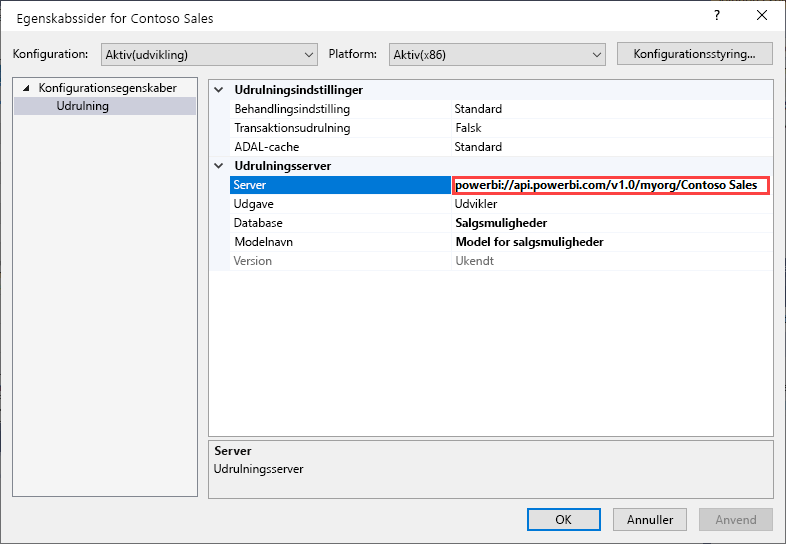 Egenskabssider for Contoso Sales
Konfiguration: Aktiv(udvikling) Platform: Aktiv(x86) Konfigurationsstyring...
Konfigurationsegenskaber
Udrulning
Udrulningsindstillinger
Behandlingsindstilling Standard
Transaktionsudrulning Falsk
ADAL-cache Standard
Udrulningsserver
Server powerbi://api.powerbi.com/v1.0/myorg/Contoso Sales
Udgave Udvikler
Database Salgsmuligheder
Modelnavn Model for salgsmuligheder
Version Ukendt
Server
Udrulningsserver
OK Annuller Anvend